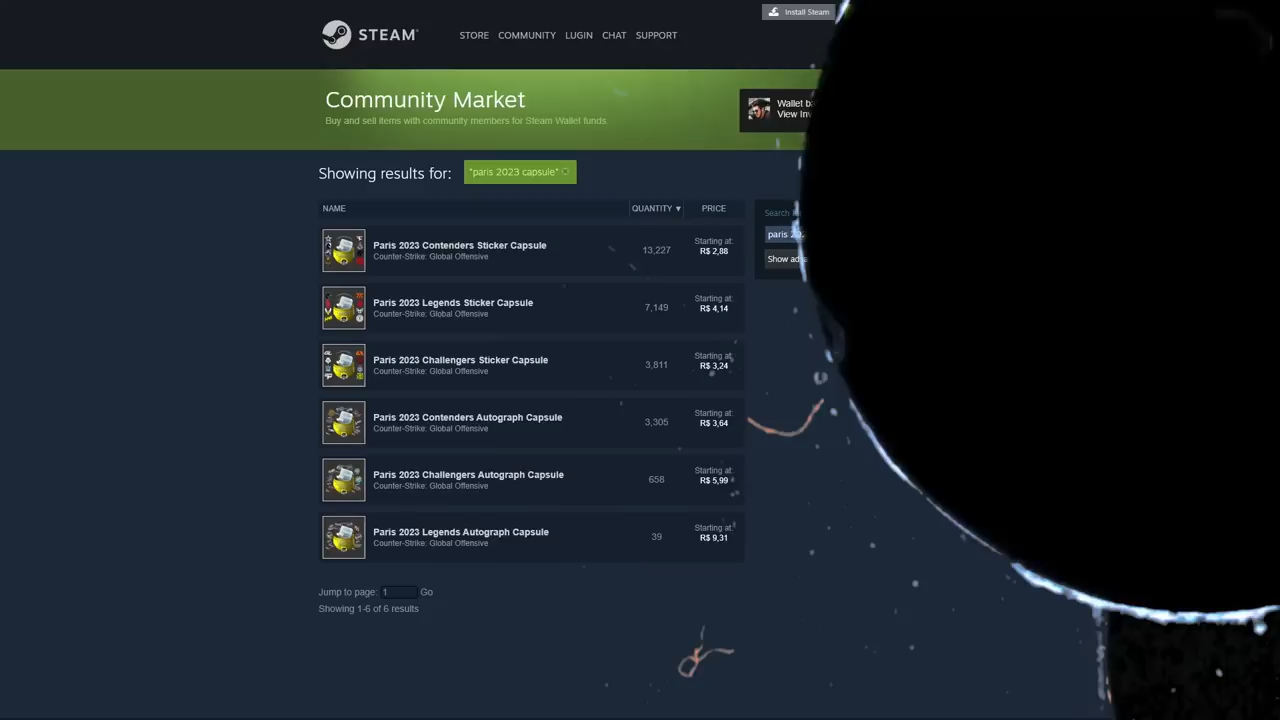 Install Steam
STEAM
STORE COMMUNITY LOGIN CHAT SUPPORT
Community Market
Buy and sell items with community members for Steam Wallet funds.
Wallet
View
Showing results for: "paris 2023 capsule"
NAME QUANTITY ▼ PRICE
Search
paris
Show
Paris 2023 Contenders Sticker Capsule
Counter-Strike: Global Offensive
13,227
Starting at:
R$ 2,88
Paris 2023 Legends Sticker Capsule
Counter-Strike: Global Offensive
7,149
Starting at:
R$ 4,14
Paris 2023 Challengers Sticker Capsule
Counter-Strike: Global Offensive
3,811
Starting at:
R$ 3,24
Paris 2023 Contenders Autograph Capsule
Counter-Strike: Global Offensive
3,305
Starting at:
R$ 3,64
Paris 2023 Challengers Autograph Capsule
Counter-Strike: Global Offensive
658
Starting at:
R$ 5,99
Paris 2023 Legends Autograph Capsule
Counter-Strike: Global Offensive
39
Starting at:
R$ 9,31
Jump to page: 1 Go
Showing 1-6 of 6 results